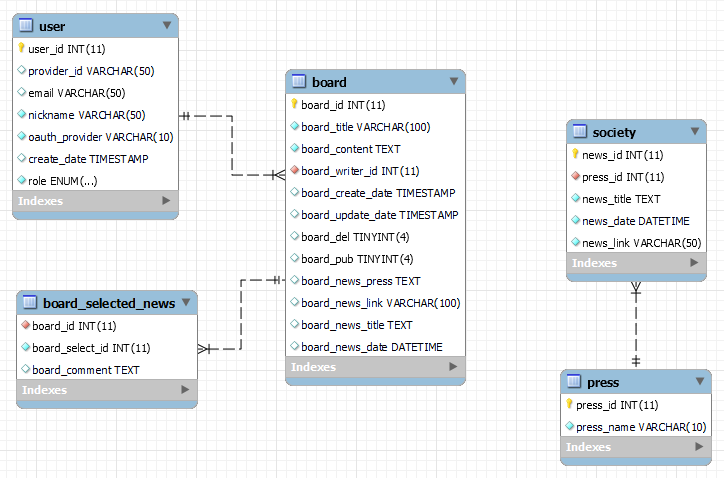 user
user_id INT(11)
provider_id VARCHAR(50)
email VARCHAR(50)
nickname VARCHAR(50)
oauth_provider VARCHAR(10)
create_date TIMESTAMP
role ENUM(...)
Indexes
board
board_id INT(11)
board_title VARCHAR(100)
board_content TEXT
board_writer_id INT(11)
board_create_date TIMESTAMP
board_update_date TIMESTAMP
board_del TINYINT(4)
board_pub TINYINT(4)
board_news_press TEXT
board_news_link VARCHAR(100)
board_news_title TEXT
board_news_date DATETIME
Indexes
society
news_id INT(11)
press_id INT(11)
news_title TEXT
news_date DATETIME
news_link VARCHAR(50)
Indexes
board_selected_news
board_id INT(11)
board_select_id INT(11)
board_comment TEXT
Indexes
press
press_id INT(11)
press_name VARCHAR(10)
Indexes